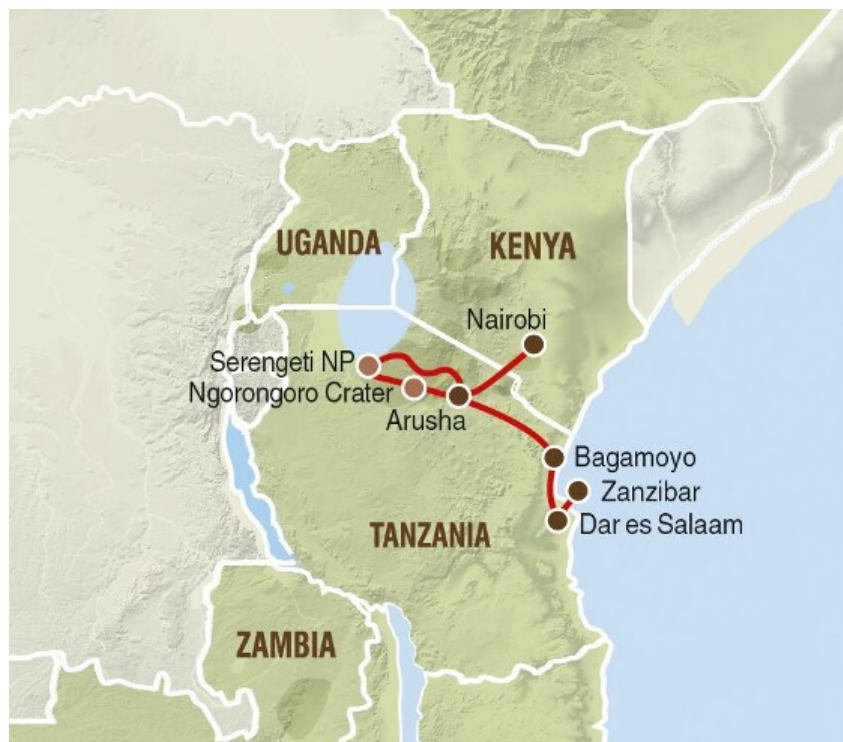 UGANDA
KENYA
Nairobi
Serengeti NP
Ngorongoro Crater
Arusha
Bagamoyo
Zanzibar
Dar es Salaam
TANZANIA
ZAMBIA